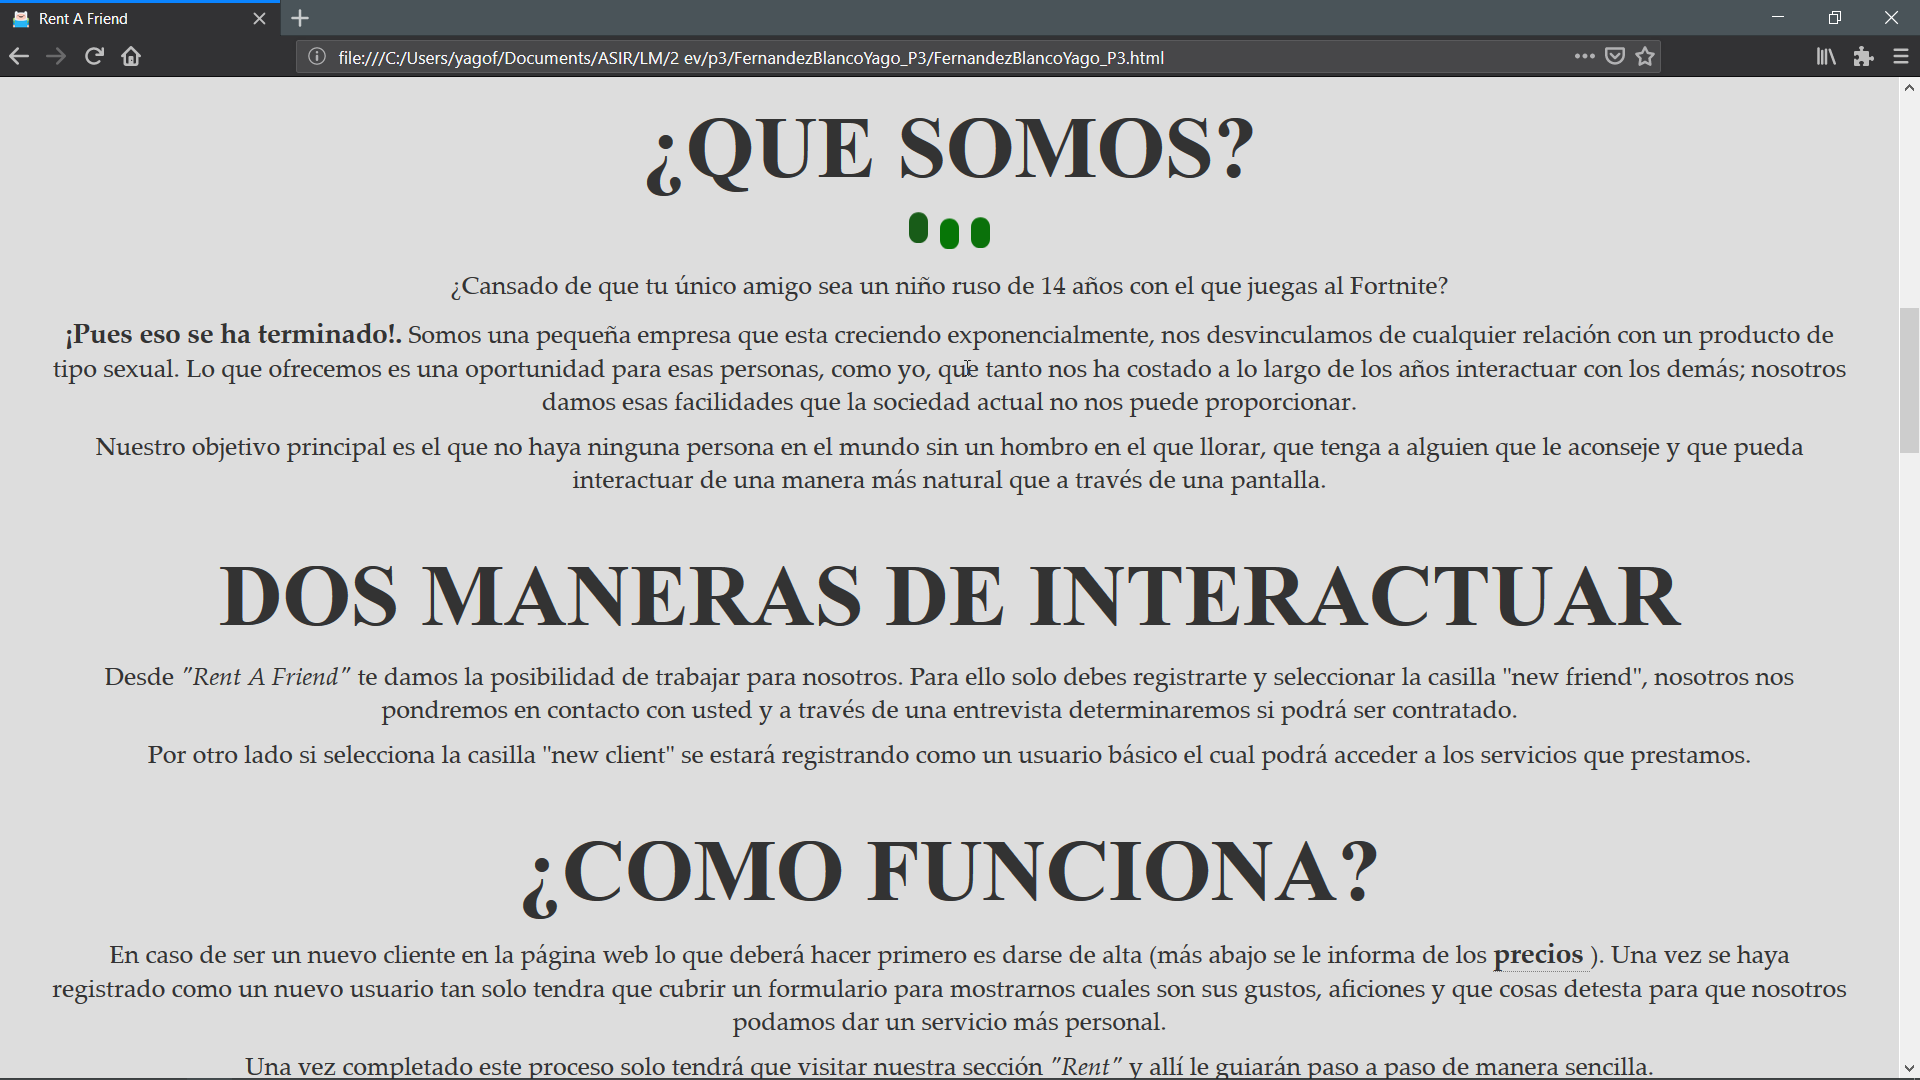 Rent A Friend
file:///C:/Users/yagof/Documents/ASIR/LM/2 ev/p3/FernandezBlancoYago_P3/FernandezBlancoYago_P3.html
¿QUE SOMOS?
¿Cansado de que tu único amigo sea un niño ruso de 14 años con el que juegas al Fortnite?
¡Pues eso se ha terminado!. Somos una pequeña empresa que esta creciendo exponencialmente, nos desvinculamos de cualquier relación con un producto de
tipo sexual. Lo que ofrecemos es una oportunidad para esas personas, como yo, que tanto nos ha costado a lo largo de los años interactuar con los demás; nosotros
damos esas facilidades que la sociedad actual no nos puede proporcionar.
Nuestro objetivo principal es el que no haya ninguna persona en el mundo sin un hombro en el que llorar, que tenga a alguien que le aconseje y que pueda
interactuar de una manera más natural que a través de una pantalla.
DOS MANERAS DE INTERACTUAR
Desde "Rent A Friend" te damos la posibilidad de trabajar para nosotros. Para ello solo debes registrarte y seleccionar la casilla "new friend", nosotros nos
pondremos en contacto con usted y a través de una entrevista determinaremos si podrá ser contratado.
Por otro lado si selecciona la casilla "new client" se estará registrando como un usuario básico el cual podrá acceder a los servicios que prestamos.
¿COMO FUNCIONA?
En caso de ser un nuevo cliente en la página web lo que deberá hacer primero es darse de alta (más abajo se le informa de los precios ). Una vez se haya
registrado como un nuevo usuario tan solo tendra que cubrir un formulario para mostrarnos cuales son sus gustos, aficiones y que cosas detesta para que nosotros
podamos dar un servicio más personal.
Una vez completado este proceso solo tendrá que visitar nuestra sección "Rent" y allí le guiarán paso a paso de manera sencilla.